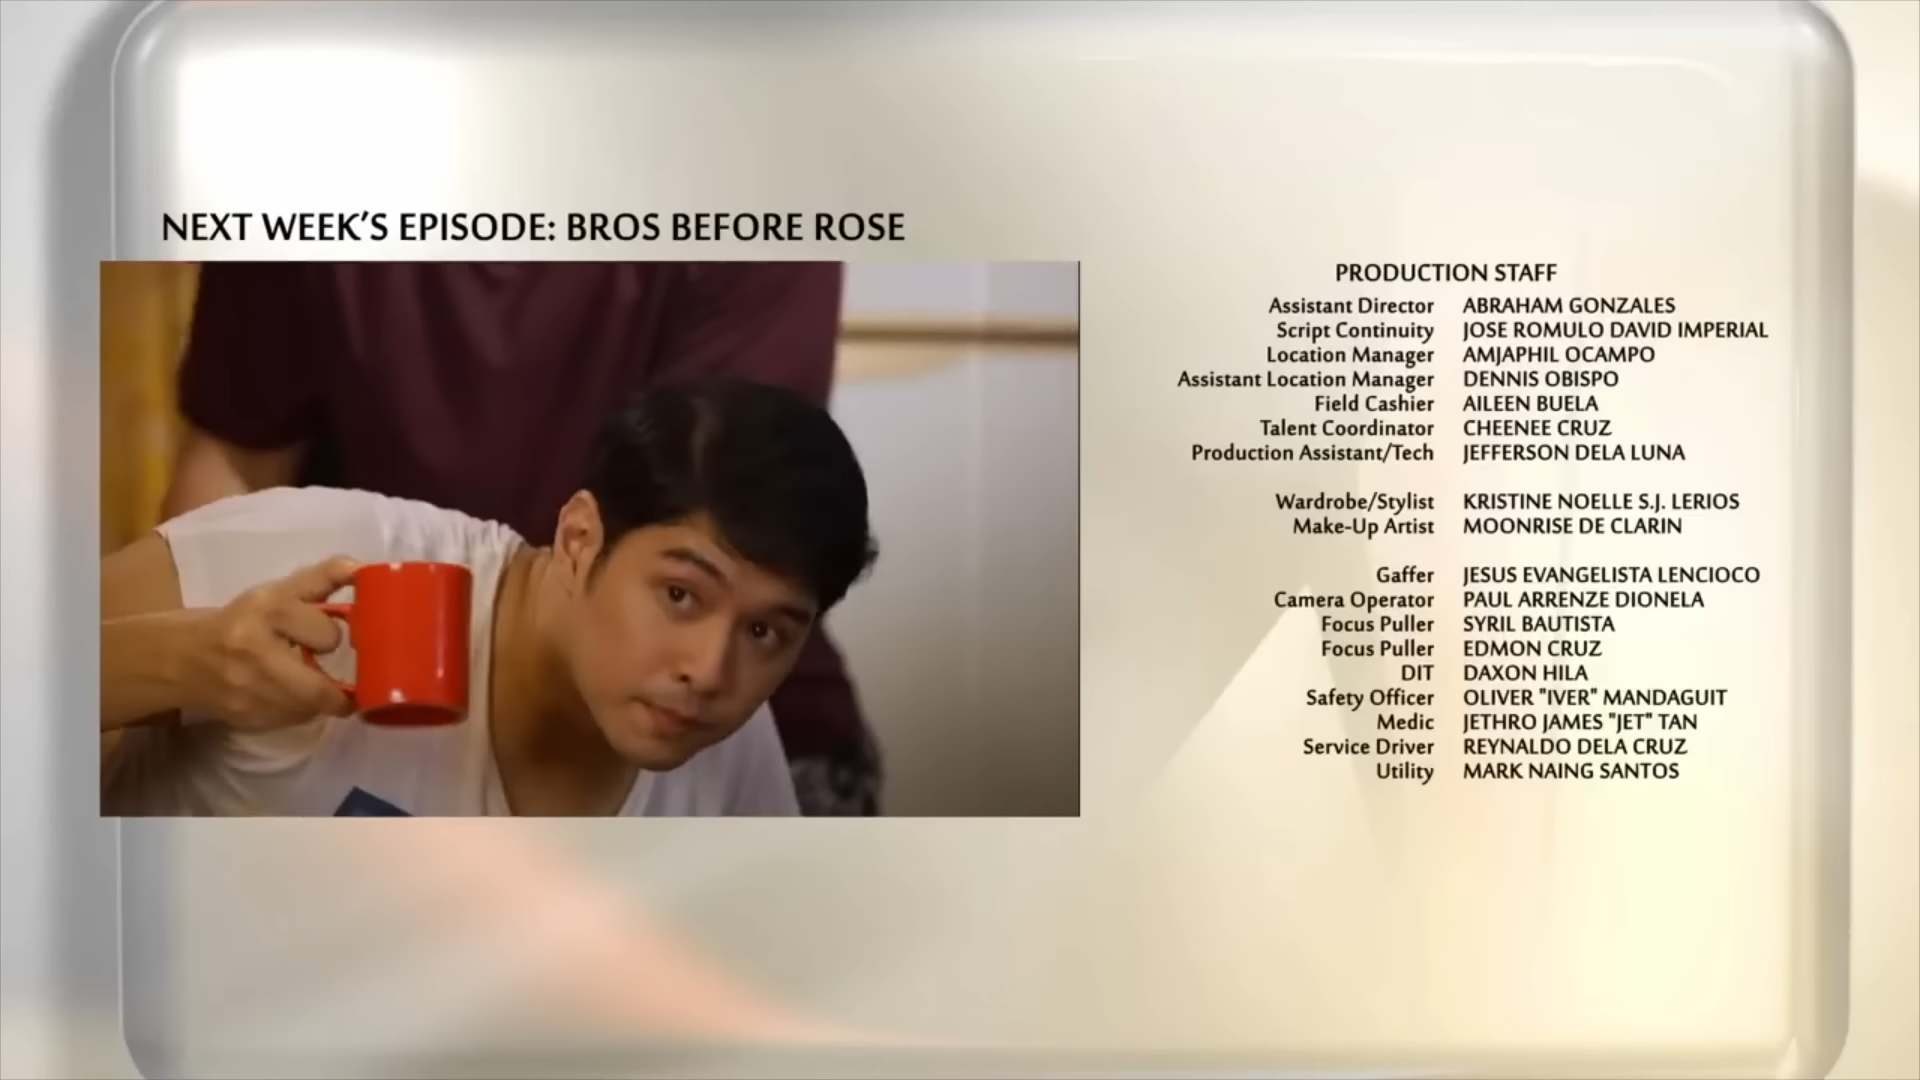 NEXT WEEK'S EPISODE: BROS BEFORE ROSE
PRODUCTION STAFF
Assistant Director ABRAHAM GONZALES
Script Continuity JOSE ROMULO DAVID IMPERIAL
Location Manager AMJAPHIL OCAMPO
Assistant Location Manager DENNIS OBISPO
Field Cashier AILEEN BUELA
Talent Coordinator CHEENEE CRUZ
Production Assistant/Tech JEFFERSON DELA LUNA
Wardrobe/Stylist KRISTINE NOELLE S.J. LERIOS
Make-Up Artist MOONRISE DE CLARIN
Gaffer JESUS EVANGELISTA LENCIOCO
Camera Operator PAUL ARRENZE DIONELA
Focus Puller SYRIL BAUTISTA
Focus Puller EDMON CRUZ
DIT DAXON HILA
Safety Officer OLIVER "IVER" MANDAGUIT
Medic JETHRO JAMES "JET" TAN
Service Driver REYNALDO DELA CRUZ
Utility MARK NAING SANTOS